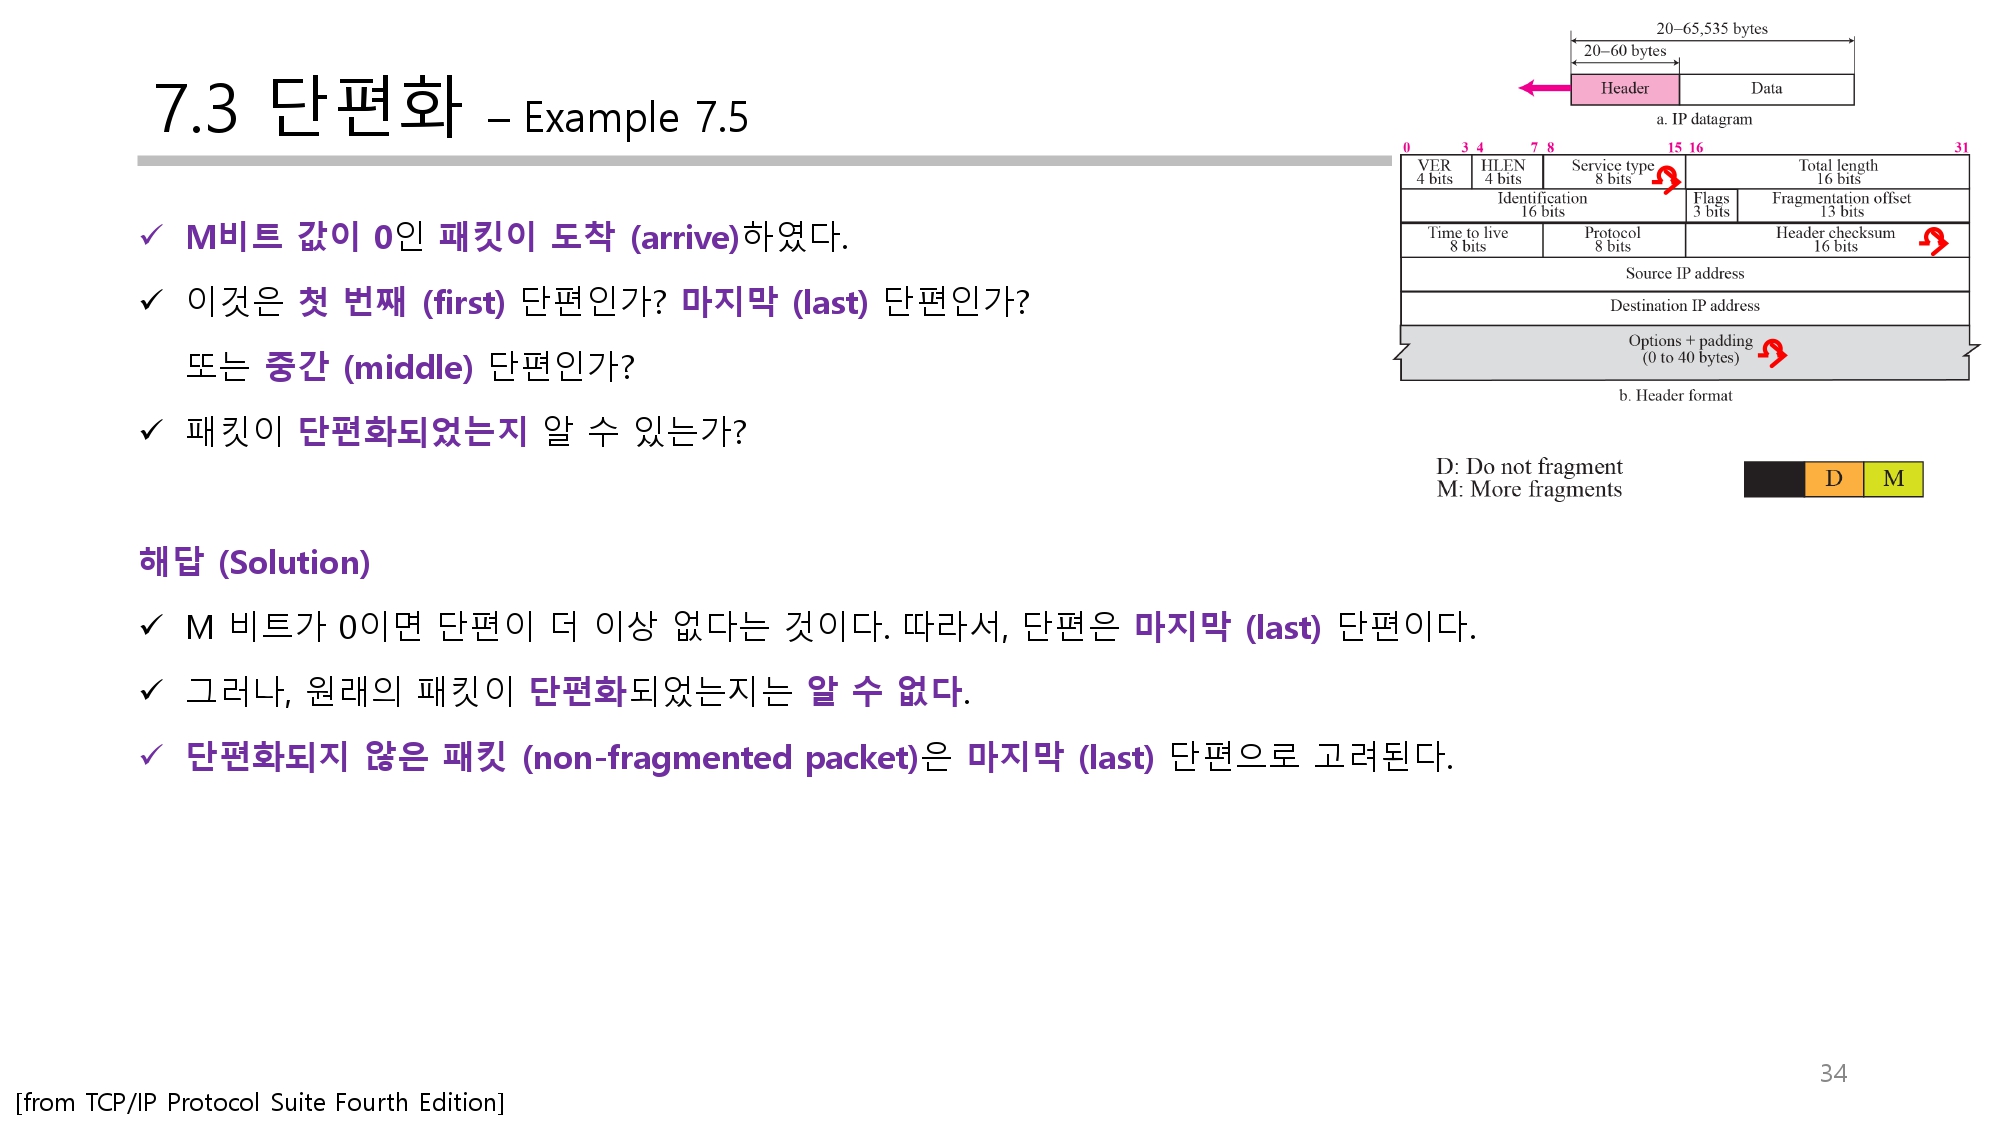 7.3 단편화 – Example 7.5
✓ M비트 값이 0인 패킷이 도착 (arrive)하였다.
✓ 이것은 첫 번째 (first) 단편인가? 마지막 (last) 단편인가?
또는 중간 (middle) 단편인가?
✓ 패킷이 단편화되었는지 알 수 있는가?
해답 (Solution)
✓ M 비트가 0이면 단편이 더 이상 없다는 것이다. 따라서, 단편은 마지막 (last) 단편이다.
✓ 그러나, 원래의 패킷이 단편화되었는지는 알 수 없다.
✓ 단편화되지 않은 패킷 (non-fragmented packet)은 마지막 (last) 단편으로 고려된다.
20–65,535 bytes
20–60 bytes
Header Data
a. IP datagram
0 3 4 7 8 15 16 31
VER HLEN Service type Total length
4 bits 4 bits 8 bits 16 bits
Identification Flags Fragmentation offset
16 bits 3 bits 13 bits
Time to live Protocol Header checksum
8 bits 8 bits 16 bits
Source IP address
Destination IP address
Options + padding
(0 to 40 bytes)
b. Header format
D: Do not fragment
M: More fragments
D M
34
[from TCP/IP Protocol Suite Fourth Edition]